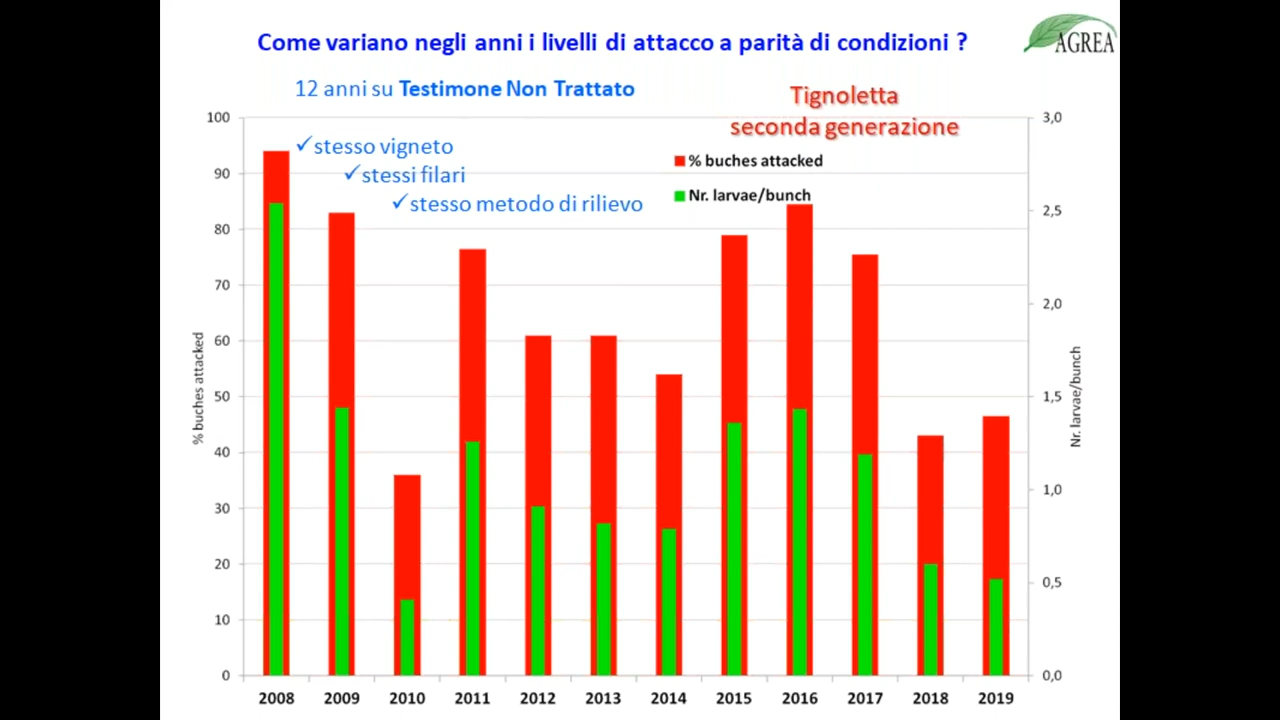 Come variano negli anni i livelli di attacco a parità di condizioni ?
AGREA
12 anni su Testimone Non Trattato
Tignoletta
seconda generazione
✓stesso vigneto
✓stessi filari
✓stesso metodo di rilievo
% buches attacked
Nr. larvae/bunch
100
90
80
70
60
50
40
30
20
10
0
% buches attacked
3,0
2,5
2,0
1,5
1,0
0,5
0,0
Nr. larvae/bunch
2008 2009 2010 2011 2012 2013 2014 2015 2016 2017 2018 2019